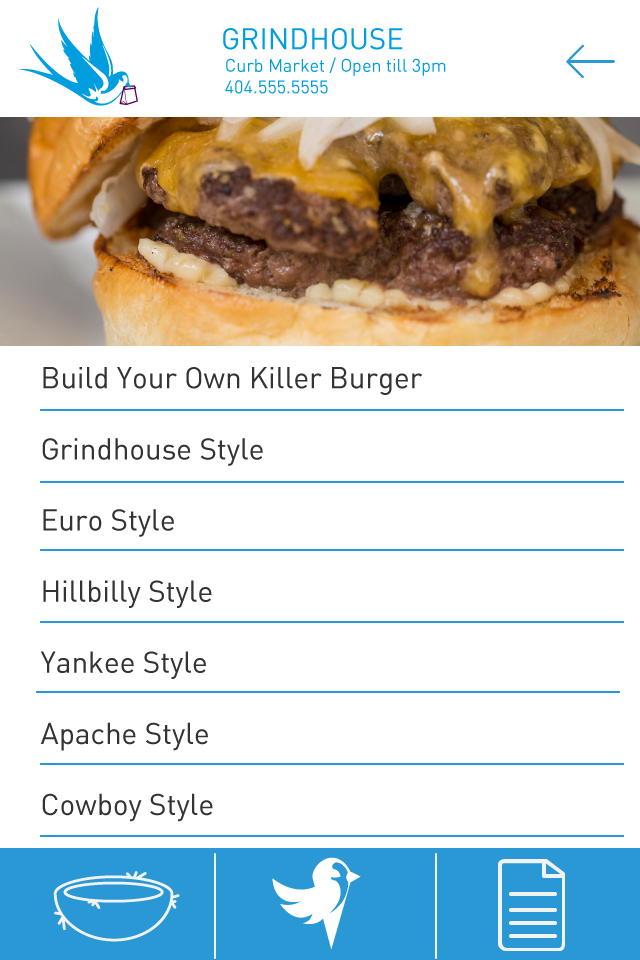 GRINDHOUSE
Curb Market / Open till 3pm
404.555.5555
Build Your Own Killer Burger
Grindhouse Style
Euro Style
Hillbilly Style
Yankee Style
Apache Style
Cowboy Style